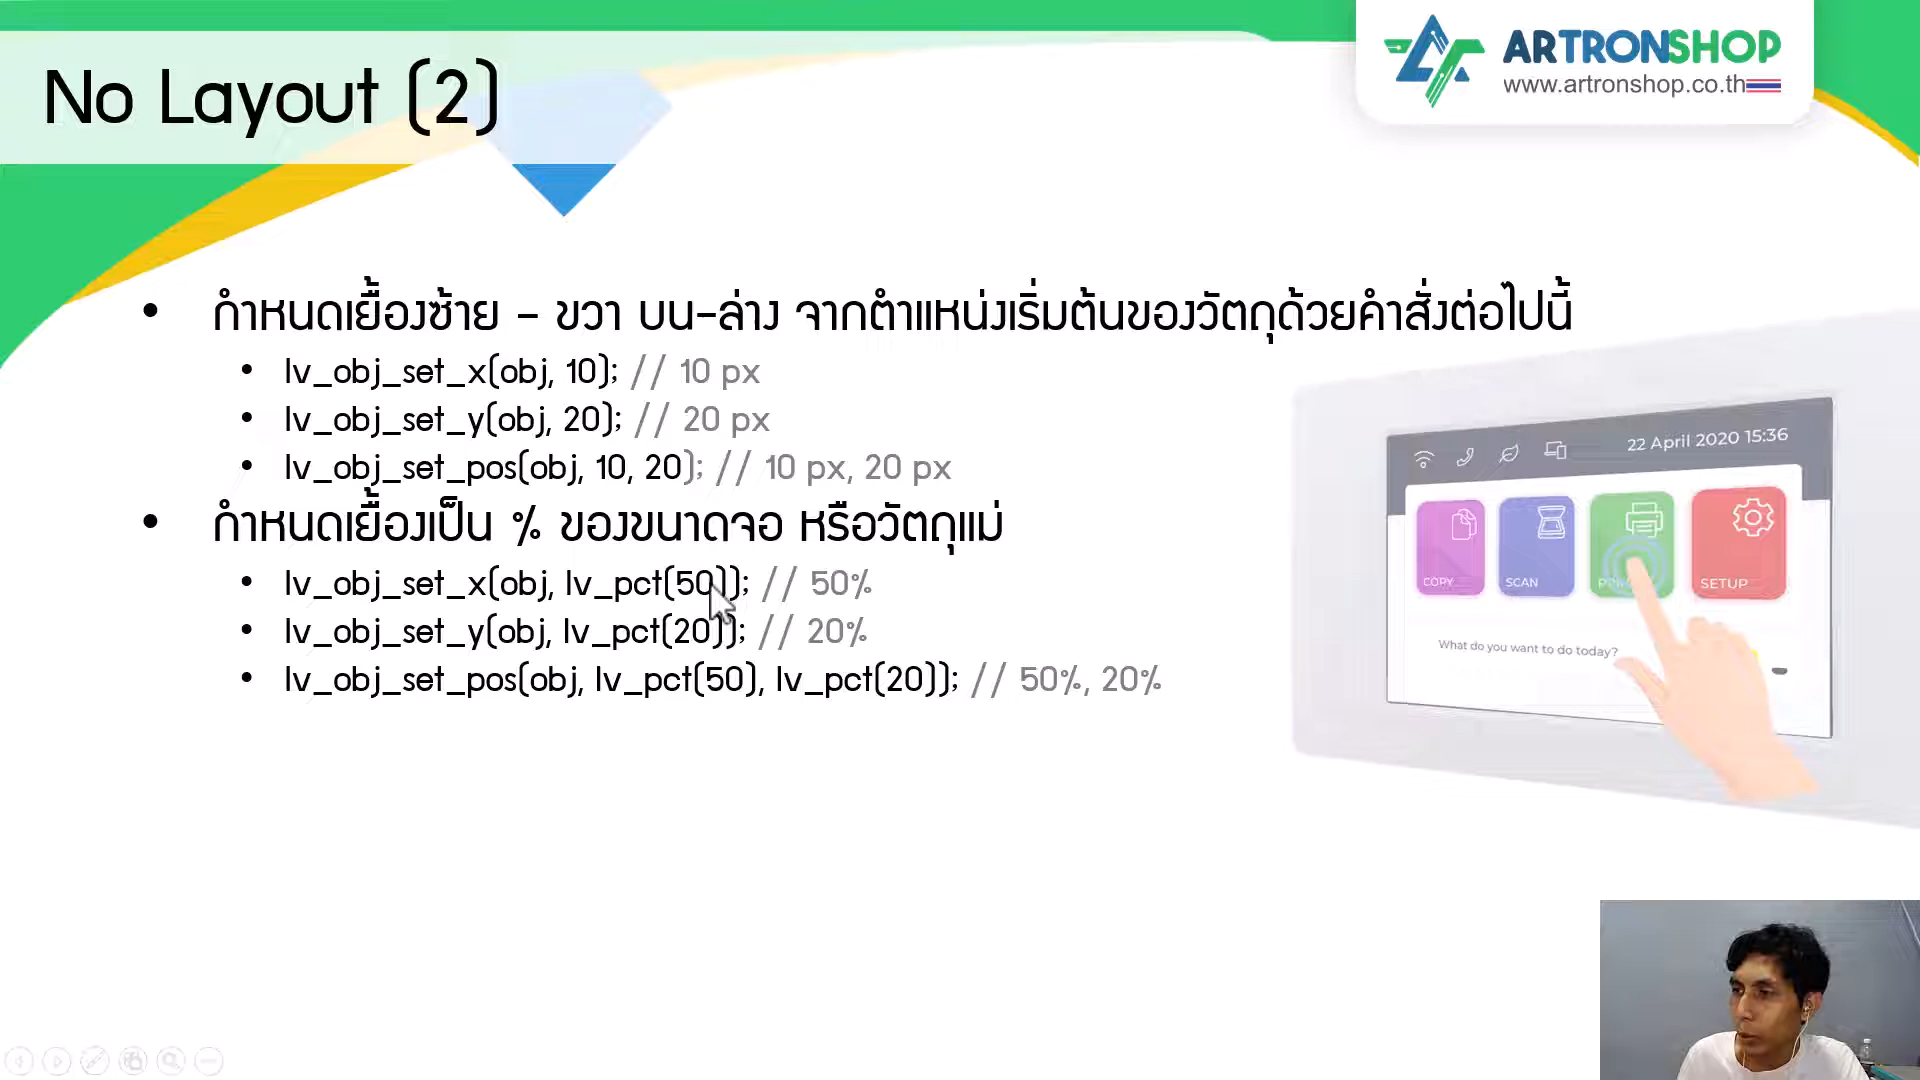 No Layout (2)
ARTRONSHOP
www.artronshop.co.th
• กำหนดเยื้องซ้าย – ขวา บน-ล่าง จากตำแหน่งเริ่มต้นของวัตถุด้วยคำสั่งต่อไปนี้
• lv_obj_set_x(obj, 10); // 10 px
• lv_obj_set_y(obj, 20); // 20 px
• lv_obj_set_pos(obj, 10, 20); // 10 px, 20 px
• กำหนดเยื้องเป็น % ของขนาดจอ หรือวัตถุแม่
• lv_obj_set_x(obj, lv_pct(50)); // 50%
• lv_obj_set_y(obj, lv_pct(20)); // 20%
• lv_obj_set_pos(obj, lv_pct(50), lv_pct(20)); // 50%, 20%
22 April 2020 15:36
COPY
SCAN
SETUP
What do you want to do today?